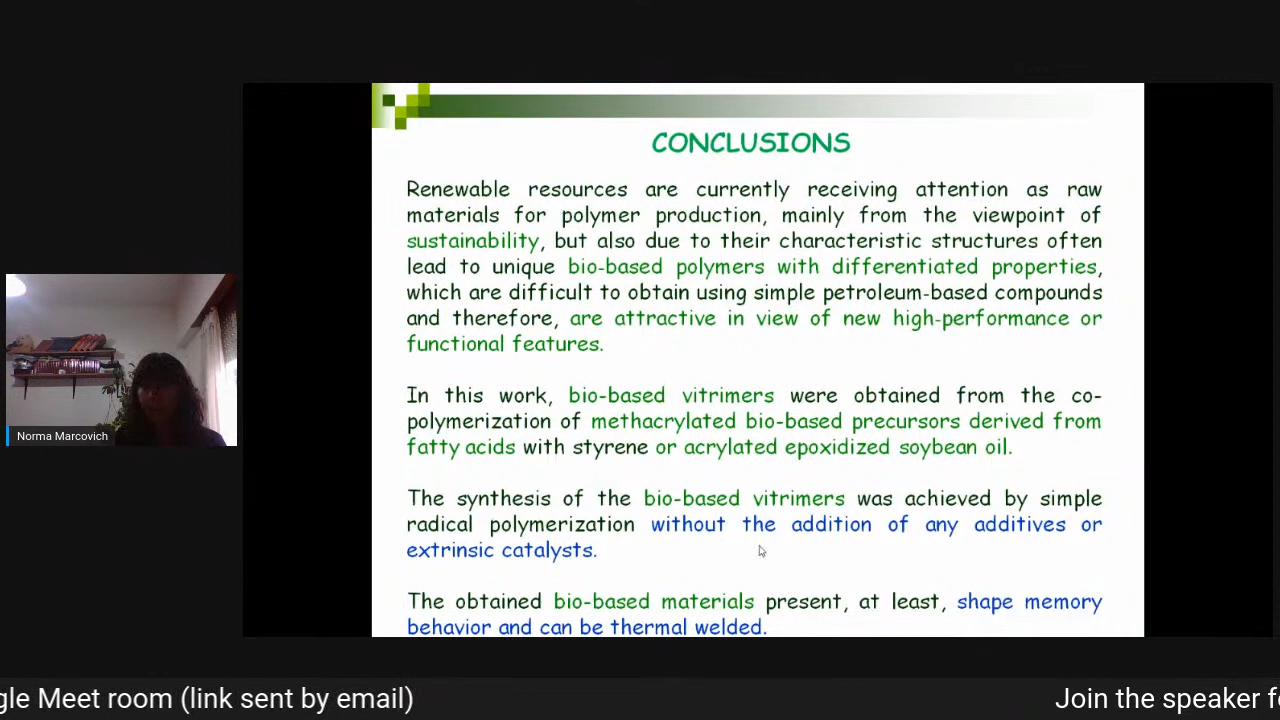 CONCLUSIONS
Renewable resources are currently receiving attention as raw
materials for polymer production, mainly from the viewpoint of
sustainability, but also due to their characteristic structures often
lead to unique bio-based polymers with differentiated properties,
which are difficult to obtain using simple petroleum-based compounds
and therefore, are attractive in view of new high-performance or
functional features.
In this work, bio-based vitrimers were obtained from the co-
polymerization of methacrylated bio-based precursors derived from
fatty acids with styrene or acrylated epoxidized soybean oil.
The synthesis of the bio-based vitrimers was achieved by simple
radical polymerization without the addition of any additives or
extrinsic catalysts.
The obtained bio-based materials present, at least, shape memory
behavior and can be thermal welded.
Norma Marcovich
gle Meet room (link sent by email)
Join the speaker fo